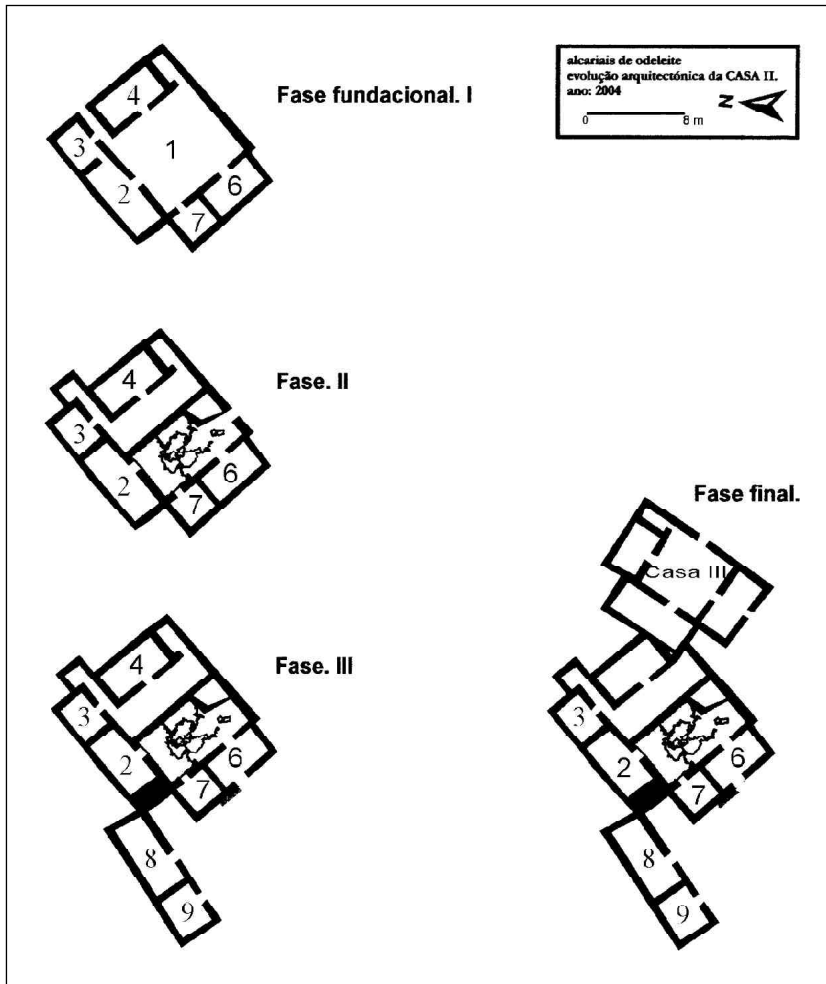 alcariais de odeleite
evolução arquitectónica da CASA II.
ano: 2004
N
0 8 m
Fase fundacional. I
4
3
1
2
6
7
Fase. II
4
3
2
6
7
Fase. III
4
3
2
6
7
8
9
Fase final.
Casa III
3
2
6
7
8
9